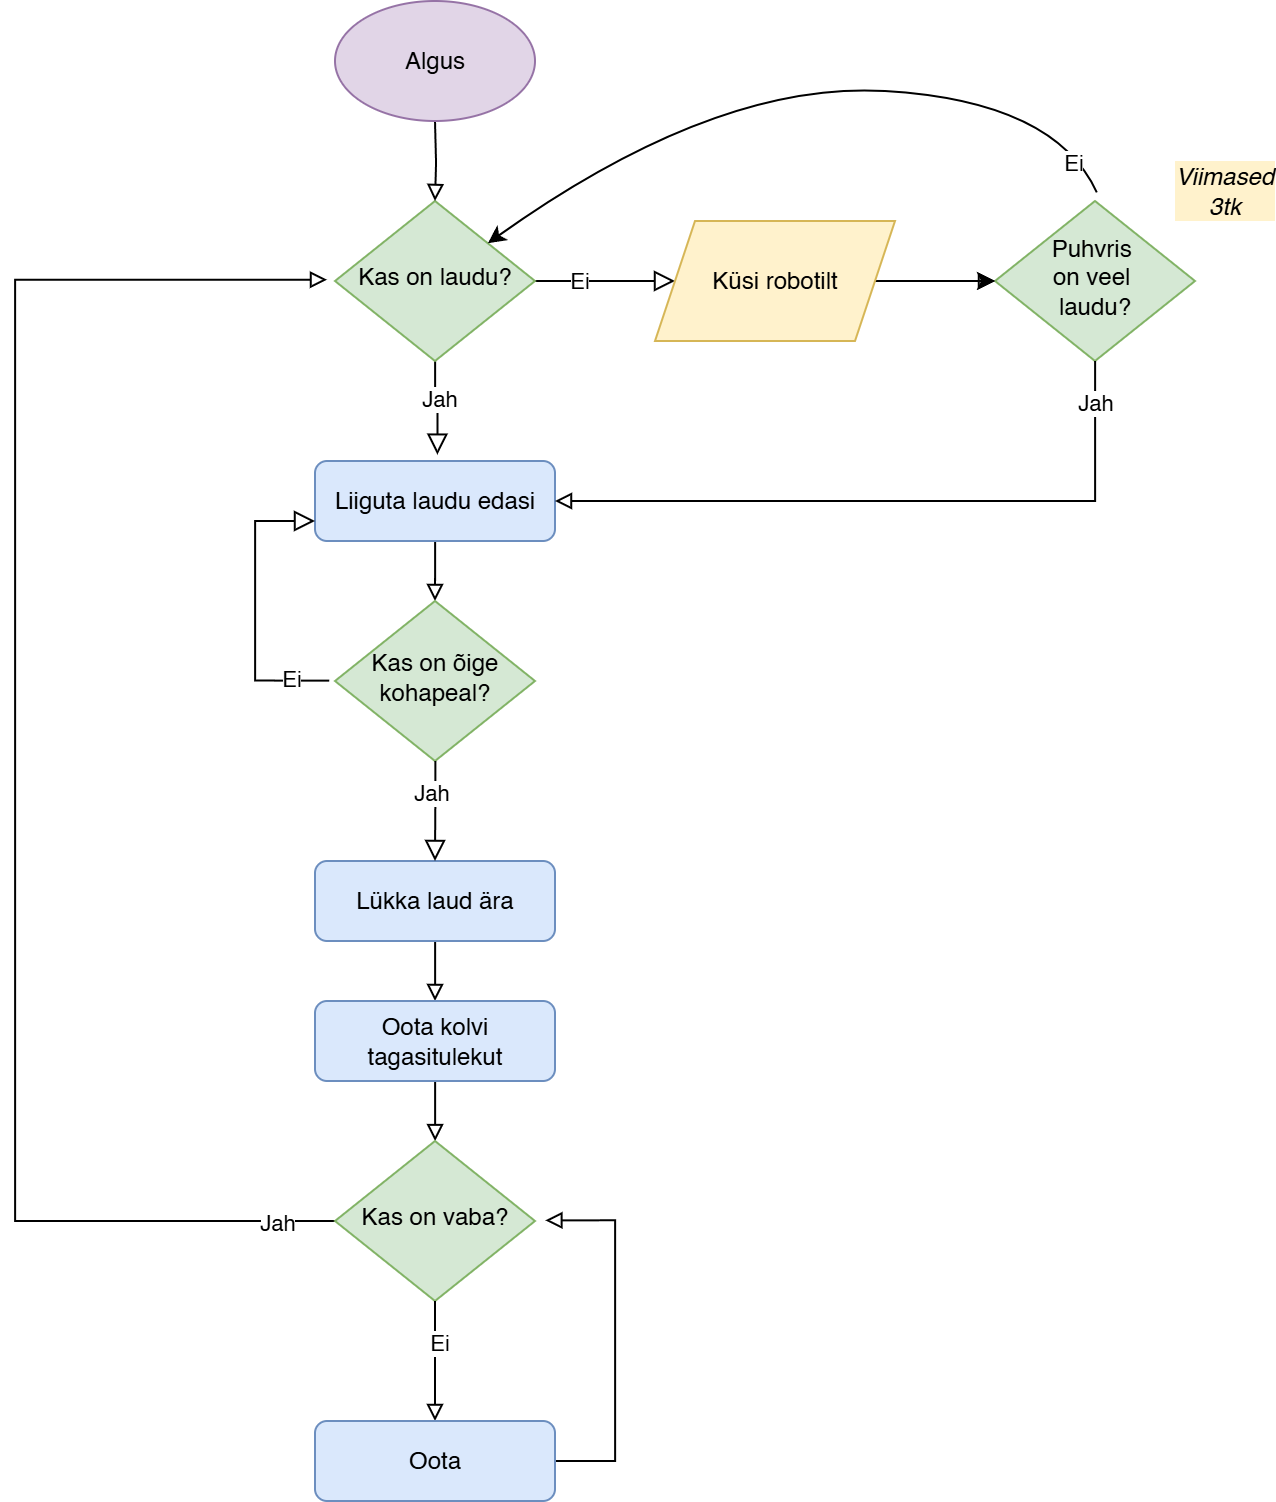 Algus
Ei
Viimased
3tk
Kas on laudu?
Ei
Küsi robotilt
Puhvris
on veel
laudu?
Jah
Jah
Liiguta laudu edasi
Kas on õige
kohapeal?
Ei
Jah
Lükka laud ära
Oota kolvi
tagasitulekut
Kas on vaba?
Jah
Ei
Oota